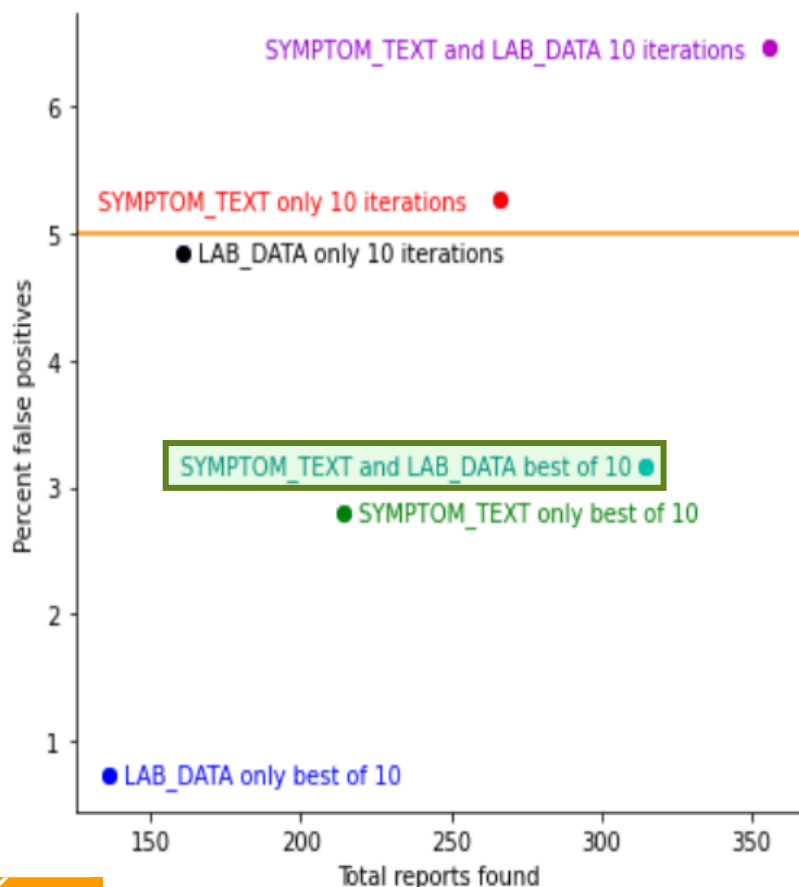 SYMPTOM_TEXT and LAB_DATA 10 iterations
6
SYMPTOM_TEXT only 10 iterations
5
LAB_DATA only 10 iterations
Percent false positives
4
SYMPTOM_TEXT and LAB_DATA best of 10
3
SYMPTOM_TEXT only best of 10
2
1
LAB_DATA only best of 10
150 200 250 300 350
Total reports found